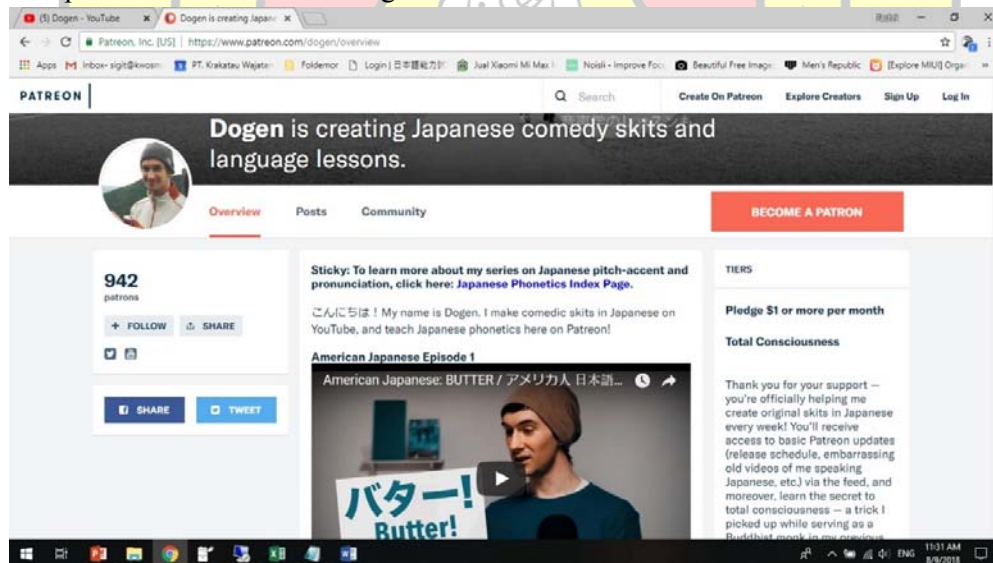 (5) Dogen - YouTube
Dogen is creating Japane
Patreon, Inc. [US] | https://www.patreon.com/dogen/overview
Apps
Inbox- sigit@kwosm
PT. Krakatau Wajatam
Foldemor
Login | 日本語能力試
Jual Xiaomi Mi Max
Noisli - Improve Foc
Beautiful Free Image
Men's Republic
[Explore MIUI] Organ
PATREON
Search
Create On Patreon
Explore Creators
Sign Up
Log In
Dogen is creating Japanese comedy skits and
language lessons.
Overview
Posts
Community
BECOME A PATRON
942
patrons
+ FOLLOW
SHARE
SHARE
TWEET
Sticky: To learn more about my series on Japanese pitch-accent and
pronunciation, click here: Japanese Phonetics Index Page.
こんにちは! My name is Dogen. I make comedic skits in Japanese on
YouTube, and teach Japanese phonetics here on Patreon!
American Japanese Episode 1
American Japanese: BUTTER / アメリカ人 日本語...
バター!
Butter!
TIERS
Pledge $1 or more per month
Total Consciousness
Thank you for your support —
you're officially helping me
create original skits in Japanese
every week! You'll receive
access to basic Patreon updates
(release schedule, embarrassing
old videos of me speaking
Japanese, etc.) via the feed, and
moreover, learn the secret to
total consciousness — a trick I
picked up while serving as a
Buddhist monk in my previous
ENG
11:31 AM
8/9/2018